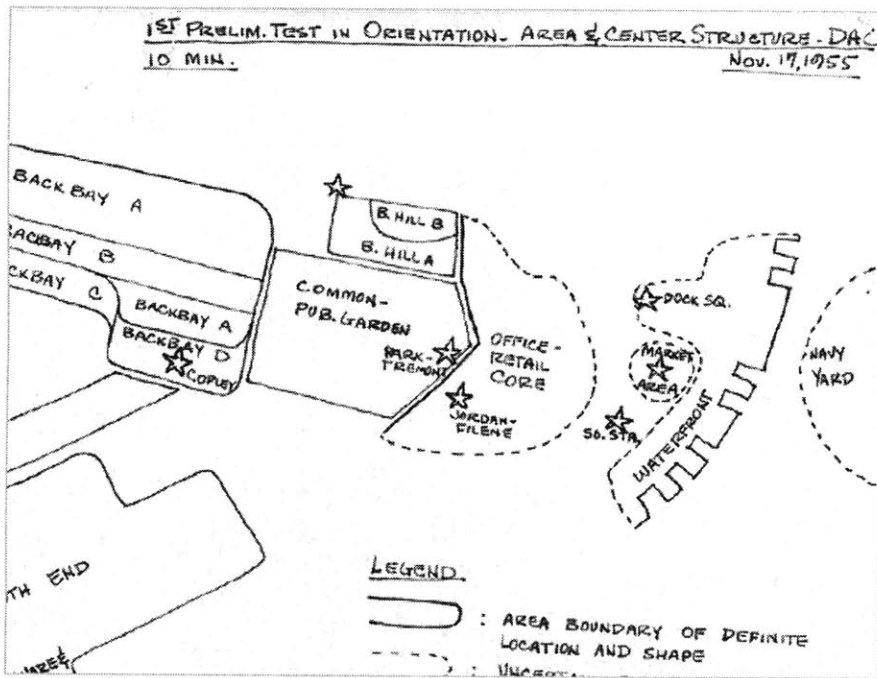 1ST PRELIM. TEST IN ORIENTATION - AREA & CENTER STRUCTURE - DAC
10 MIN.
NOV. 17, 1955
BACK BAY A
BACKBAY B
CKBAY C
BACKBAY A
BACKBAY D
COPLEY
B. HILL B
B. HILL A
COMMON-
PUB. GARDEN
PARK-
TREMONT
JORDAN-
FILENE
OFFICE-
RETAIL
CORE
DOCK SQ.
MARKET
AREA
SO. STA.
WATERFRONT
NAVY
YARD
TH END
LEGEND
: AREA BOUNDARY OF DEFINITE
LOCATION AND SHAPE